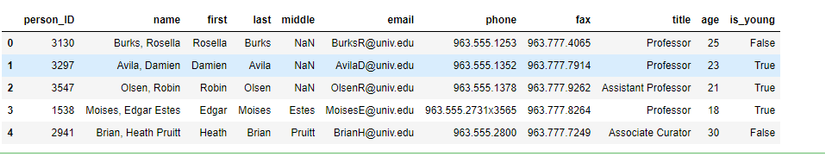 person_ID name first last middle email phone fax title age is_young
0 3130 Burks, Rosella Rosella Burks NaN BurksR@univ.edu 963.555.1253 963.777.4065 Professor 25 False
1 3297 Avila, Damien Damien Avila NaN AvilaD@univ.edu 963.555.1352 963.777.7914 Professor 23 True
2 3547 Olsen, Robin Robin Olsen NaN OlsenR@univ.edu 963.555.1378 963.777.9262 Assistant Professor 21 True
3 1538 Moises, Edgar Estes Edgar Moises Estes MoisesE@univ.edu 963.555.2731x3565 963.777.8264 Professor 18 True
4 2941 Brian, Heath Pruitt Heath Brian Pruitt BrianH@univ.edu 963.555.2800 963.777.7249 Associate Curator 30 False